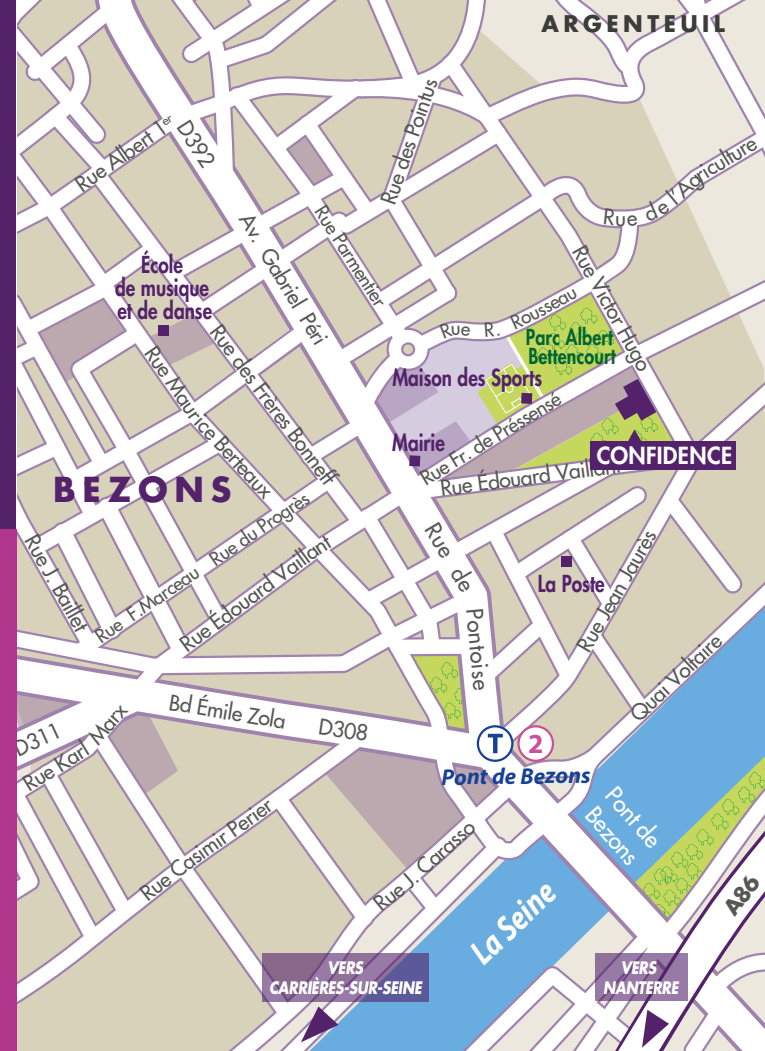 ARGENTEUIL
Rue Albert 1er
D392
Rue des Pointus
Rue de l'Agriculture
Av. Gabriel Péri
Rue Parmentier
Rue Victor Hugo
École
de musique
et de danse
Rue R. Rousseau
Parc Albert
Bettencourt
Rue des Frères Bonneff
Rue Maurice Berteaux
Maison des Sports
Rue Fr. de Préssensé
Mairie
CONFIDENCE
Rue Édouard Vaillant
BEZONS
Rue du Progrès
Rue de Pontoise
Rue J. Baillet
Rue F. Marceau
Rue Édouard Vaillant
La Poste
Rue Jean Jaurès
Quai Voltaire
Bd Émile Zola
D308
D311
Rue Karl Marx
T 2
Pont de Bezons
Pont de
Bezons
Rue Casimir Perier
Rue J. Carasso
La Seine
A86
VERS
CARRIÈRES-SUR-SEINE
VERS
NANTERRE